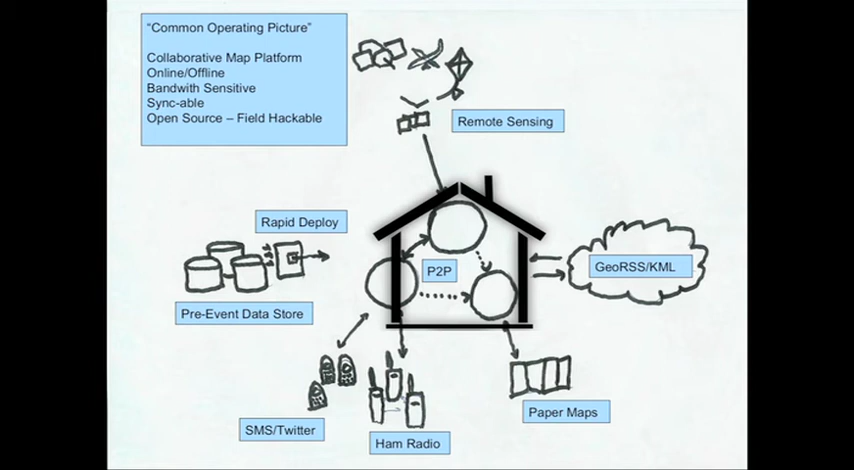 “Common Operating Picture”
Collaborative Map Platform
Online/Offline
Bandwith Sensitive
Sync-able
Open Source – Field Hackable
Remote Sensing
Rapid Deploy
P2P
GeoRSS/KML
Pre-Event Data Store
SMS/Twitter
Ham Radio
Paper Maps